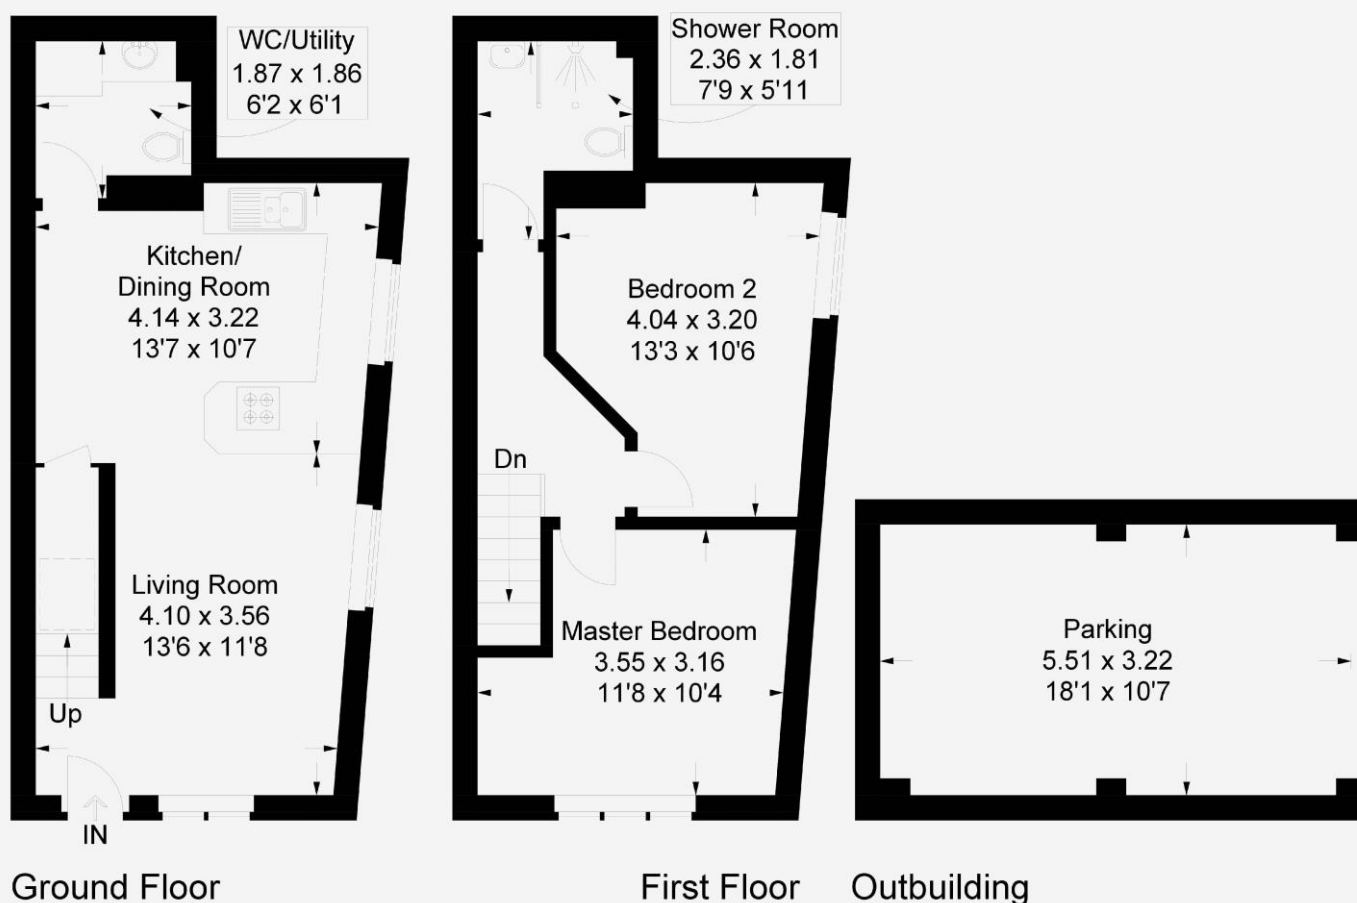 WC/Utility
1.87 x 1.86
6'2 x 6'1
Kitchen/
Dining Room
4.14 x 3.22
13'7 x 10'7
Living Room
4.10 x 3.56
13'6 x 11'8
Up
IN
Ground Floor
Shower Room
2.36 x 1.81
7'9 x 5'11
Bedroom 2
4.04 x 3.20
13'3 x 10'6
Dn
Master Bedroom
3.55 x 3.16
11'8 x 10'4
First Floor
Parking
5.51 x 3.22
18'1 x 10'7
Outbuilding